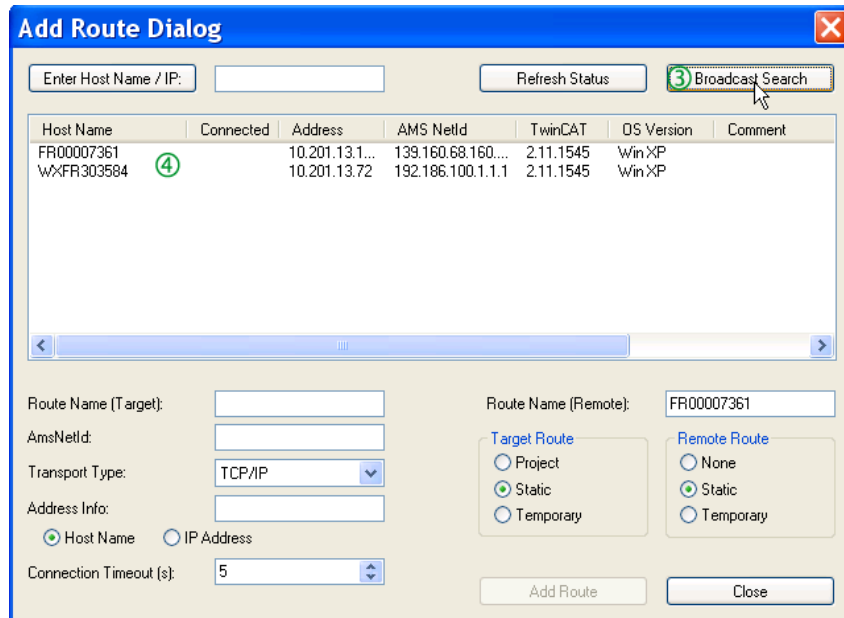 Add Route Dialog
Enter Host Name / IP: Refresh Status ③ Broadcast Search
Host Name Connected Address AMS NetId TwinCAT OS Version Comment
FR00007361 10.201.13.1... 139.160.68.160.... 2.11.1545 Win XP
④
WXFR303584 10.201.13.72 192.186.100.1.1.1 2.11.1545 Win XP
Route Name (Target): Route Name (Remote): FR00007361
AmsNetId: Target Route Remote Route
Project None
Transport Type: TCP/IP
Static Static
Address Info:
Temporary Temporary
Host Name IP Address
Connection Timeout (s): 5
Add Route Close